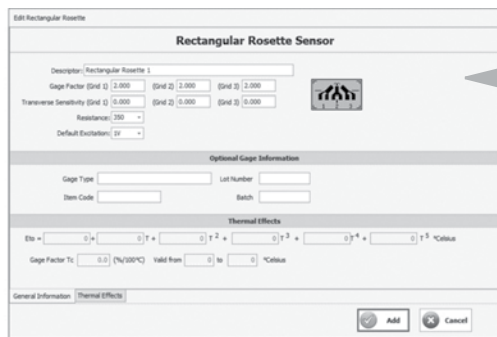 Edit Rectangular Rosette
Rectangular Rosette Sensor
Descriptor: Rectangular Rosette 1
Gage Factor (Grid 1) 2.000 (Grid 2) 2.000 (Grid 3) 2.000
Transverse Sensitivity (Grid 1) 0.000 (Grid 2) 0.000 (Grid 3) 0.000
Resistance: 350
Default Excitation: 1V
Optional Gage Information
Gage Type Lot Number
Item Code Batch
Thermal Effects
Eto = 0 + 0 T + 0 T 2 + 0 T 3 + 0 T 4 + 0 T 5 °Celsius
Gage Factor Tc 0.0 (%/100°C) Valid from 0 to 0 °Celsius
General Information Thermal Effects
Add Cancel